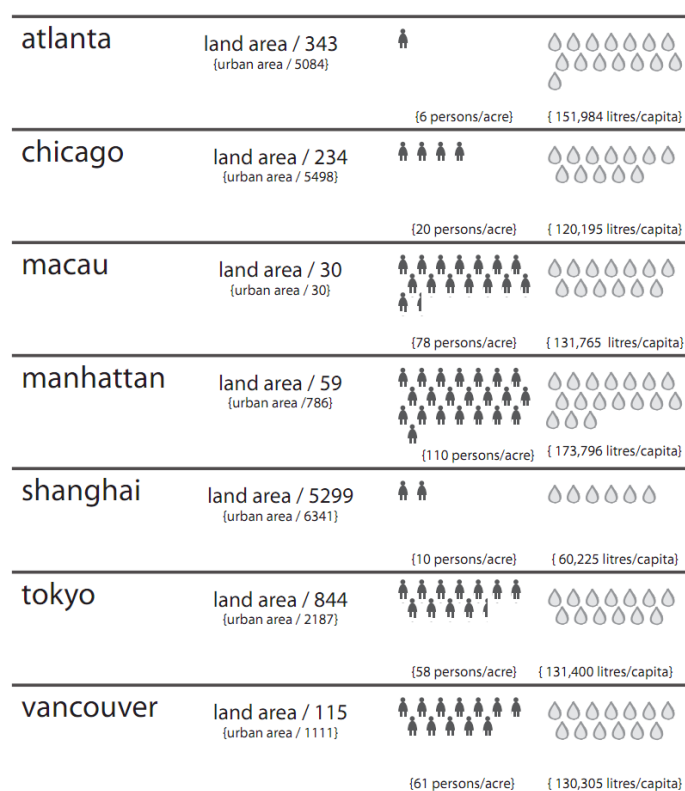 atlanta
land area / 343
{urban area / 5084}
{6 persons/acre}
{ 151,984 litres/capita}
chicago
land area / 234
{urban area / 5498}
{20 persons/acre}
{ 120,195 litres/capita}
macau
land area / 30
{urban area / 30}
{78 persons/acre}
{ 131,765 litres/capita}
manhattan
land area / 59
{urban area /786}
{110 persons/acre}
{ 173,796 litres/capita}
shanghai
land area / 5299
{urban area / 6341}
{10 persons/acre}
{ 60,225 litres/capita}
tokyo
land area / 844
{urban area / 2187}
{58 persons/acre}
{ 131,400 litres/capita}
vancouver
land area / 115
{urban area / 1111}
{61 persons/acre}
{ 130,305 litres/capita}